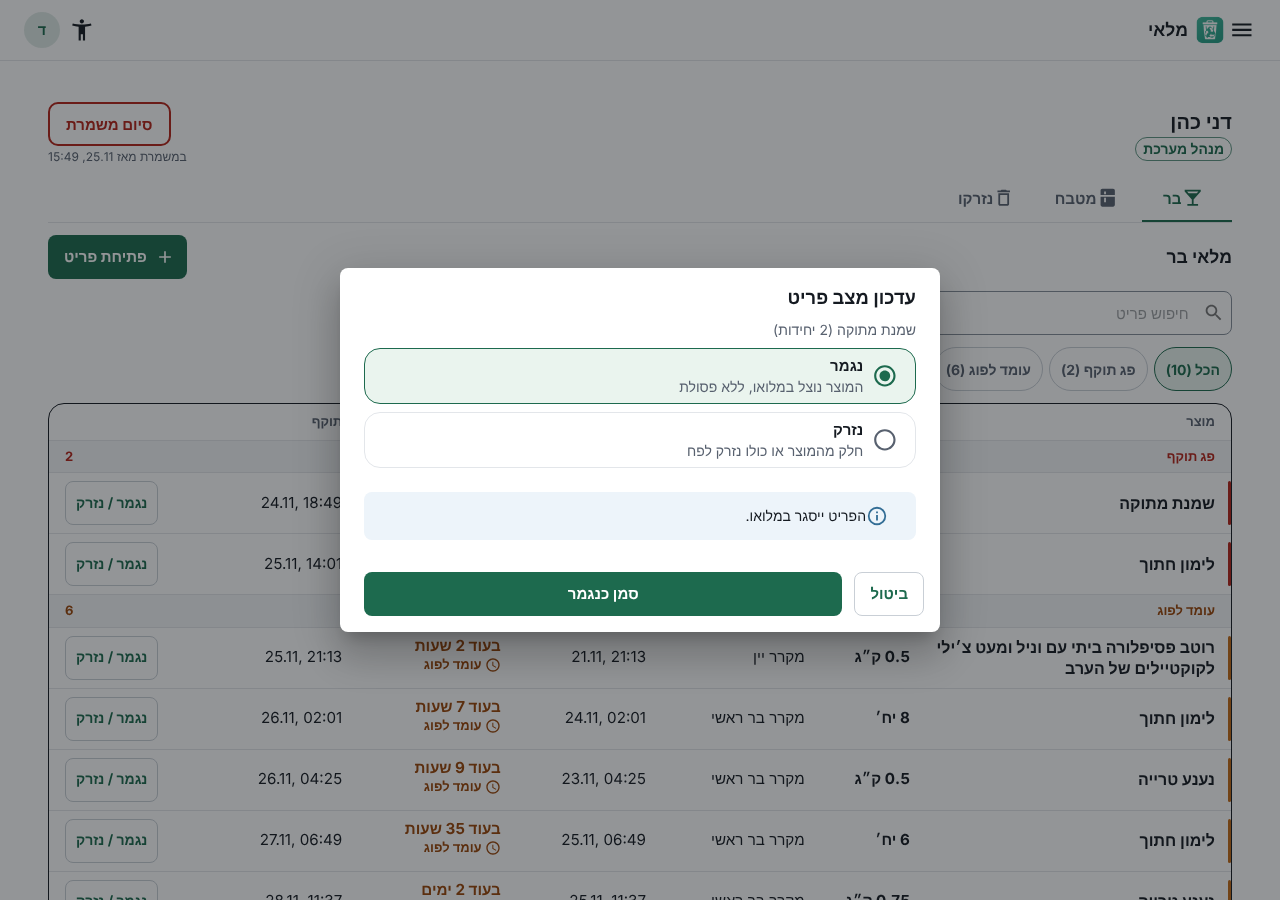 מלאי
ד
דני כהן
מנהל מערכת
סיום משמרת
במשמרת מאז 25.11, 15:49
בר
מטבח
נזרקו
מלאי בר
פתיחת פריט
חיפוש פריט
הכל (10)
פג תוקף (2)
עומד לפוג (6)
מוצר
תוקף
פג תוקף
2
שמנת מתוקה
24.11, 18:49
נגמר / נזרק
לימון חתוך
25.11, 14:01
נגמר / נזרק
עומד לפוג
6
רוטב פסיפלורה ביתי עם וניל ומעט צ׳ילי
לקוקטיילים של הערב
0.5 ק״ג
מקרר יין
21.11, 21:13
בעוד 2 שעות
עומד לפוג
25.11, 21:13
נגמר / נזרק
לימון חתוך
8 יח׳
מקרר בר ראשי
24.11, 02:01
בעוד 7 שעות
עומד לפוג
26.11, 02:01
נגמר / נזרק
נענע טרייה
0.5 ק״ג
מקרר בר ראשי
23.11, 04:25
בעוד 9 שעות
עומד לפוג
26.11, 04:25
נגמר / נזרק
לימון חתוך
6 יח׳
מקרר בר ראשי
25.11, 06:49
בעוד 35 שעות
עומד לפוג
27.11, 06:49
נגמר / נזרק
בעוד 2 ימים
עדכון מצב פריט
שמנת מתוקה (2 יחידות)
נגמר
המוצר נוצל במלואו, ללא פסולת
נזרק
חלק מהמוצר או כולו נזרק לפח
הפריט ייסגר במלואו.
ביטול
סמן כנגמר